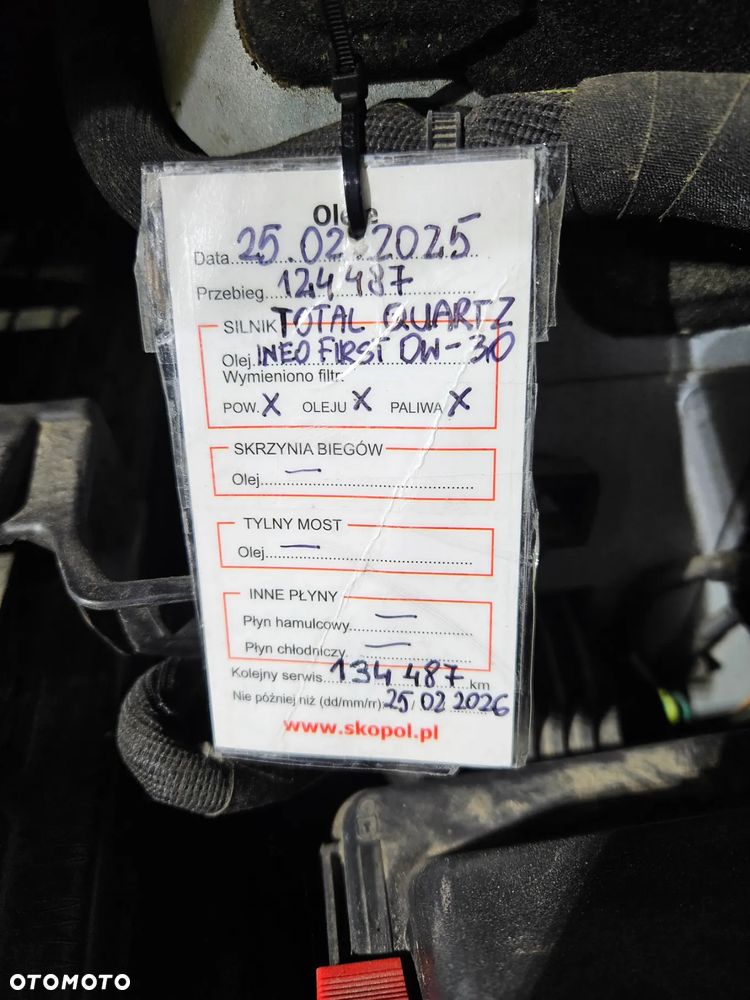 Oleje
Data 25.02.2025
Przebieg 124 487
SILNIK TOTAL QUARTZ
Olej INEO FIRST 0W-30
Wymieniono filtr:
POW. X OLEJU X PALIWA X
SKRZYNIA BIEGÓW
Olej —
TYLNY MOST
Olej —
INNE PŁYNY
Płyn hamulcowy —
Płyn chłodniczy —
Kolejny serwis 134 487 km
Nie później niż (dd/mm/rr) 25/02/2026
www.skopol.pl
OTOMOTO